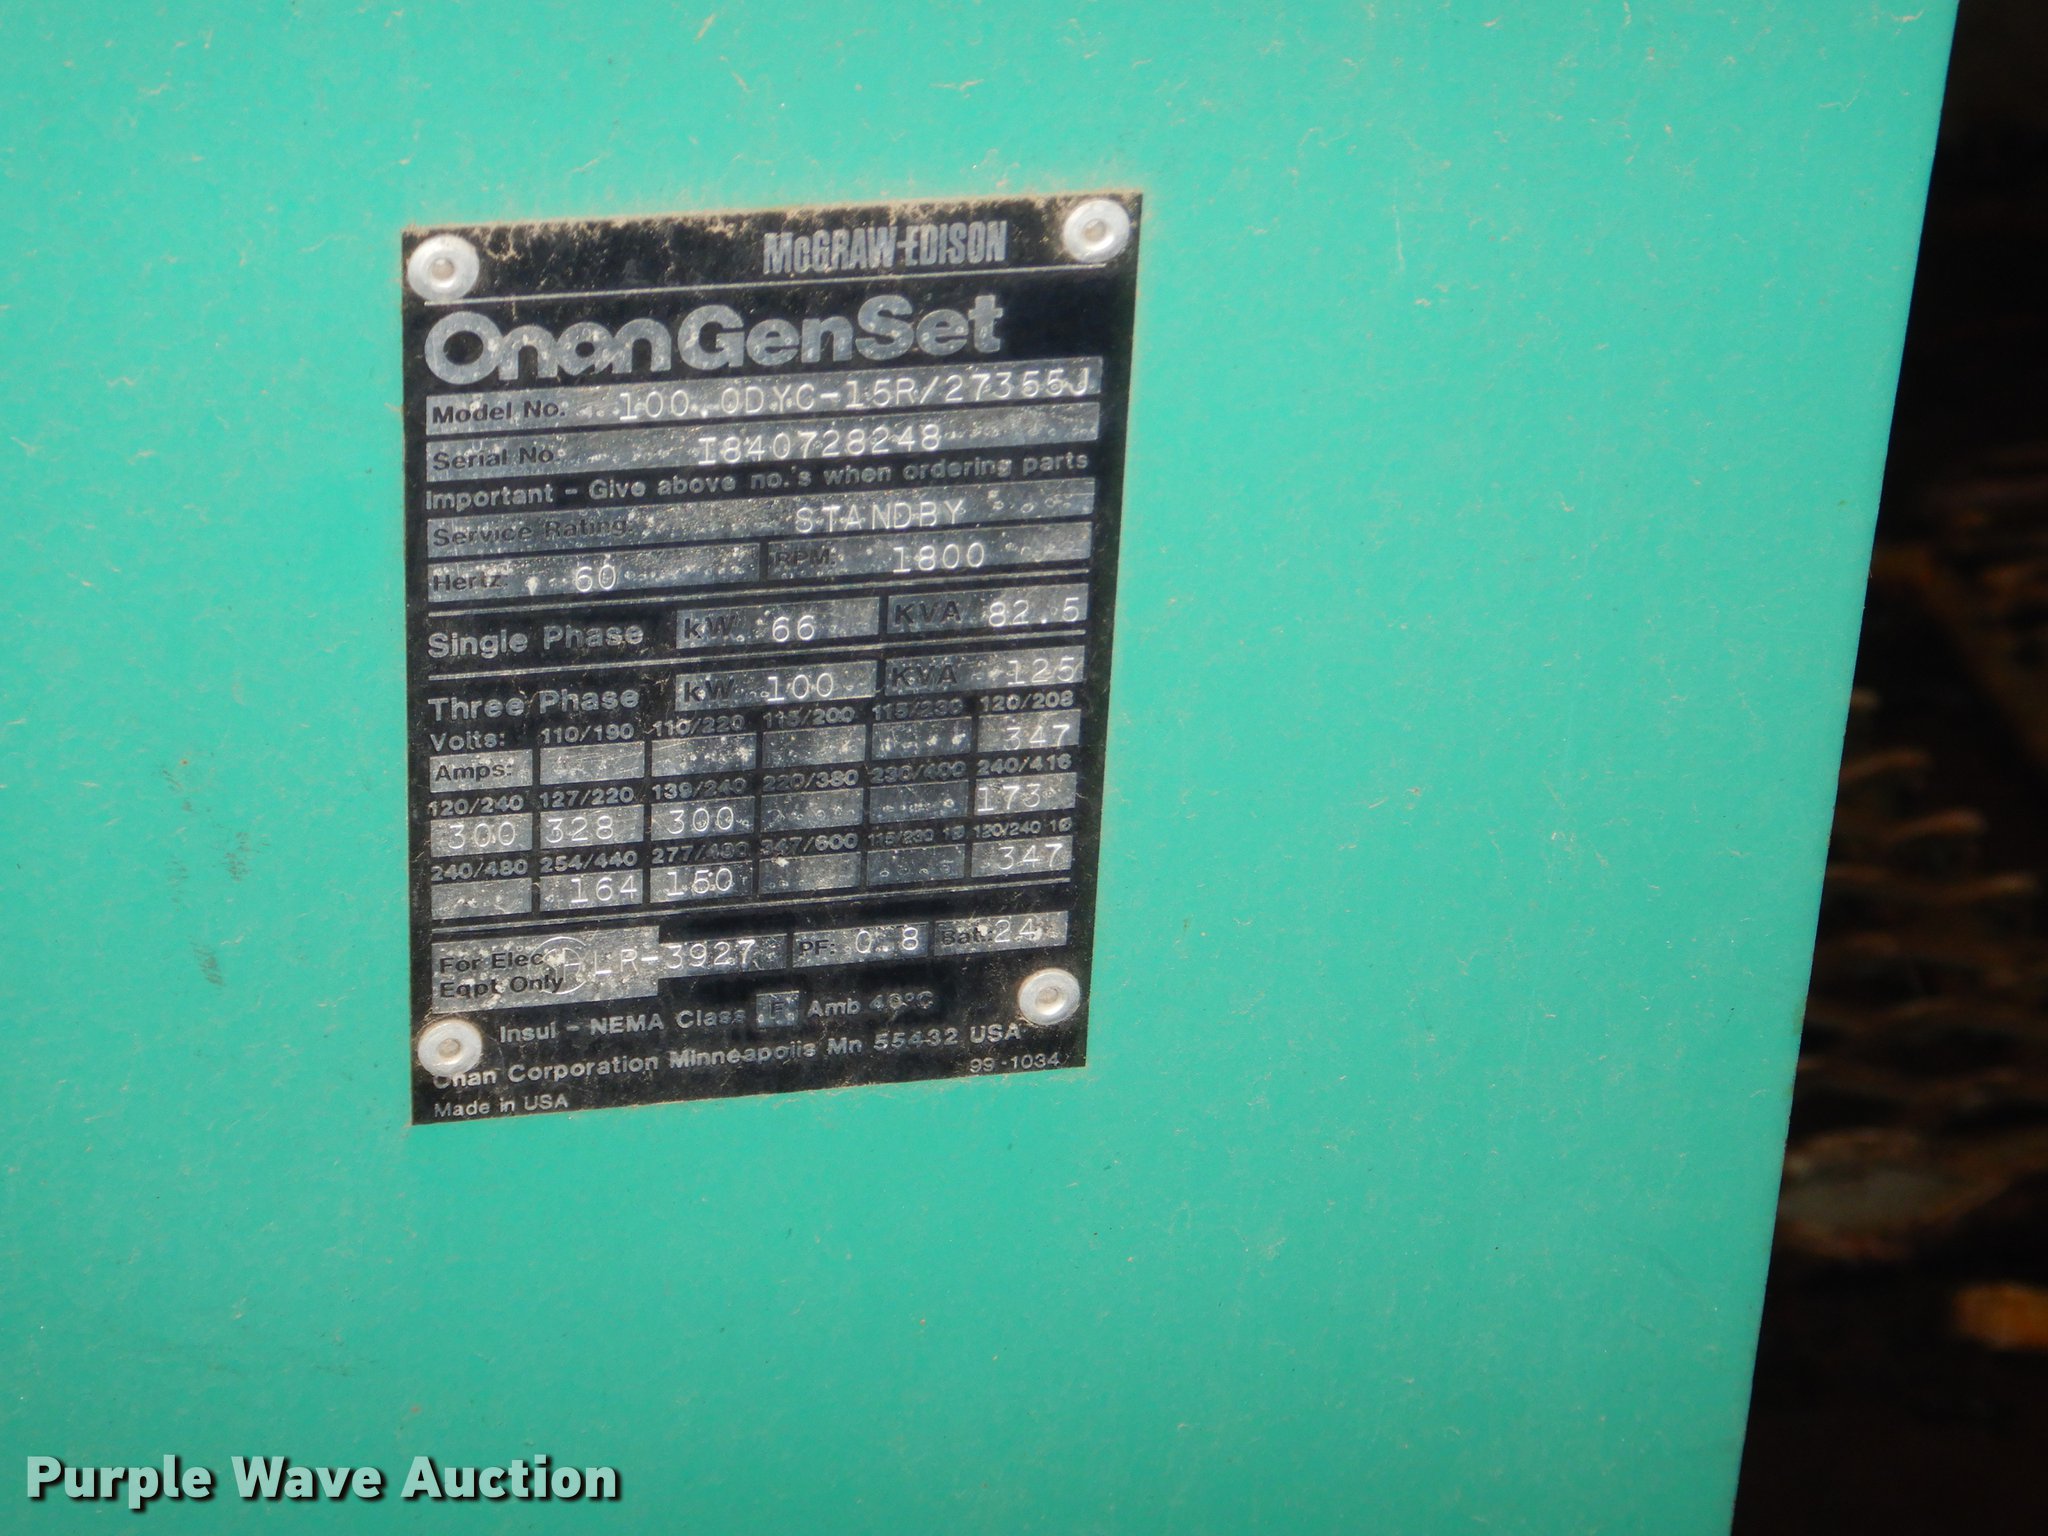 McGRAW-EDISON
Onan GenSet
Model No. 100.0DYC-15R/27355J
Serial No. I840728248
Important - Give above no.'s when ordering parts
Service Rating: STANDBY
Hertz: 60 RPM: 1800
Single Phase kW 66 KVA 82.5
Three Phase kW 100 KVA 125
Volts: 110/190 110/220 115/200 115/230 120/208
Amps: 347
120/240 127/220 139/240 220/380 230/400 240/416
300 328 300 173
240/480 254/440 277/480 347/600 115/230 1Ø 120/240 1Ø
164 150 347
For Elec. Eqpt Only LR-3927 PF: 0.8 Bat.: 24
Insul - NEMA Class F Amb 40°C
Onan Corporation Minneapolis Mn 55432 USA
99-1034
Made in USA
Purple Wave Auction